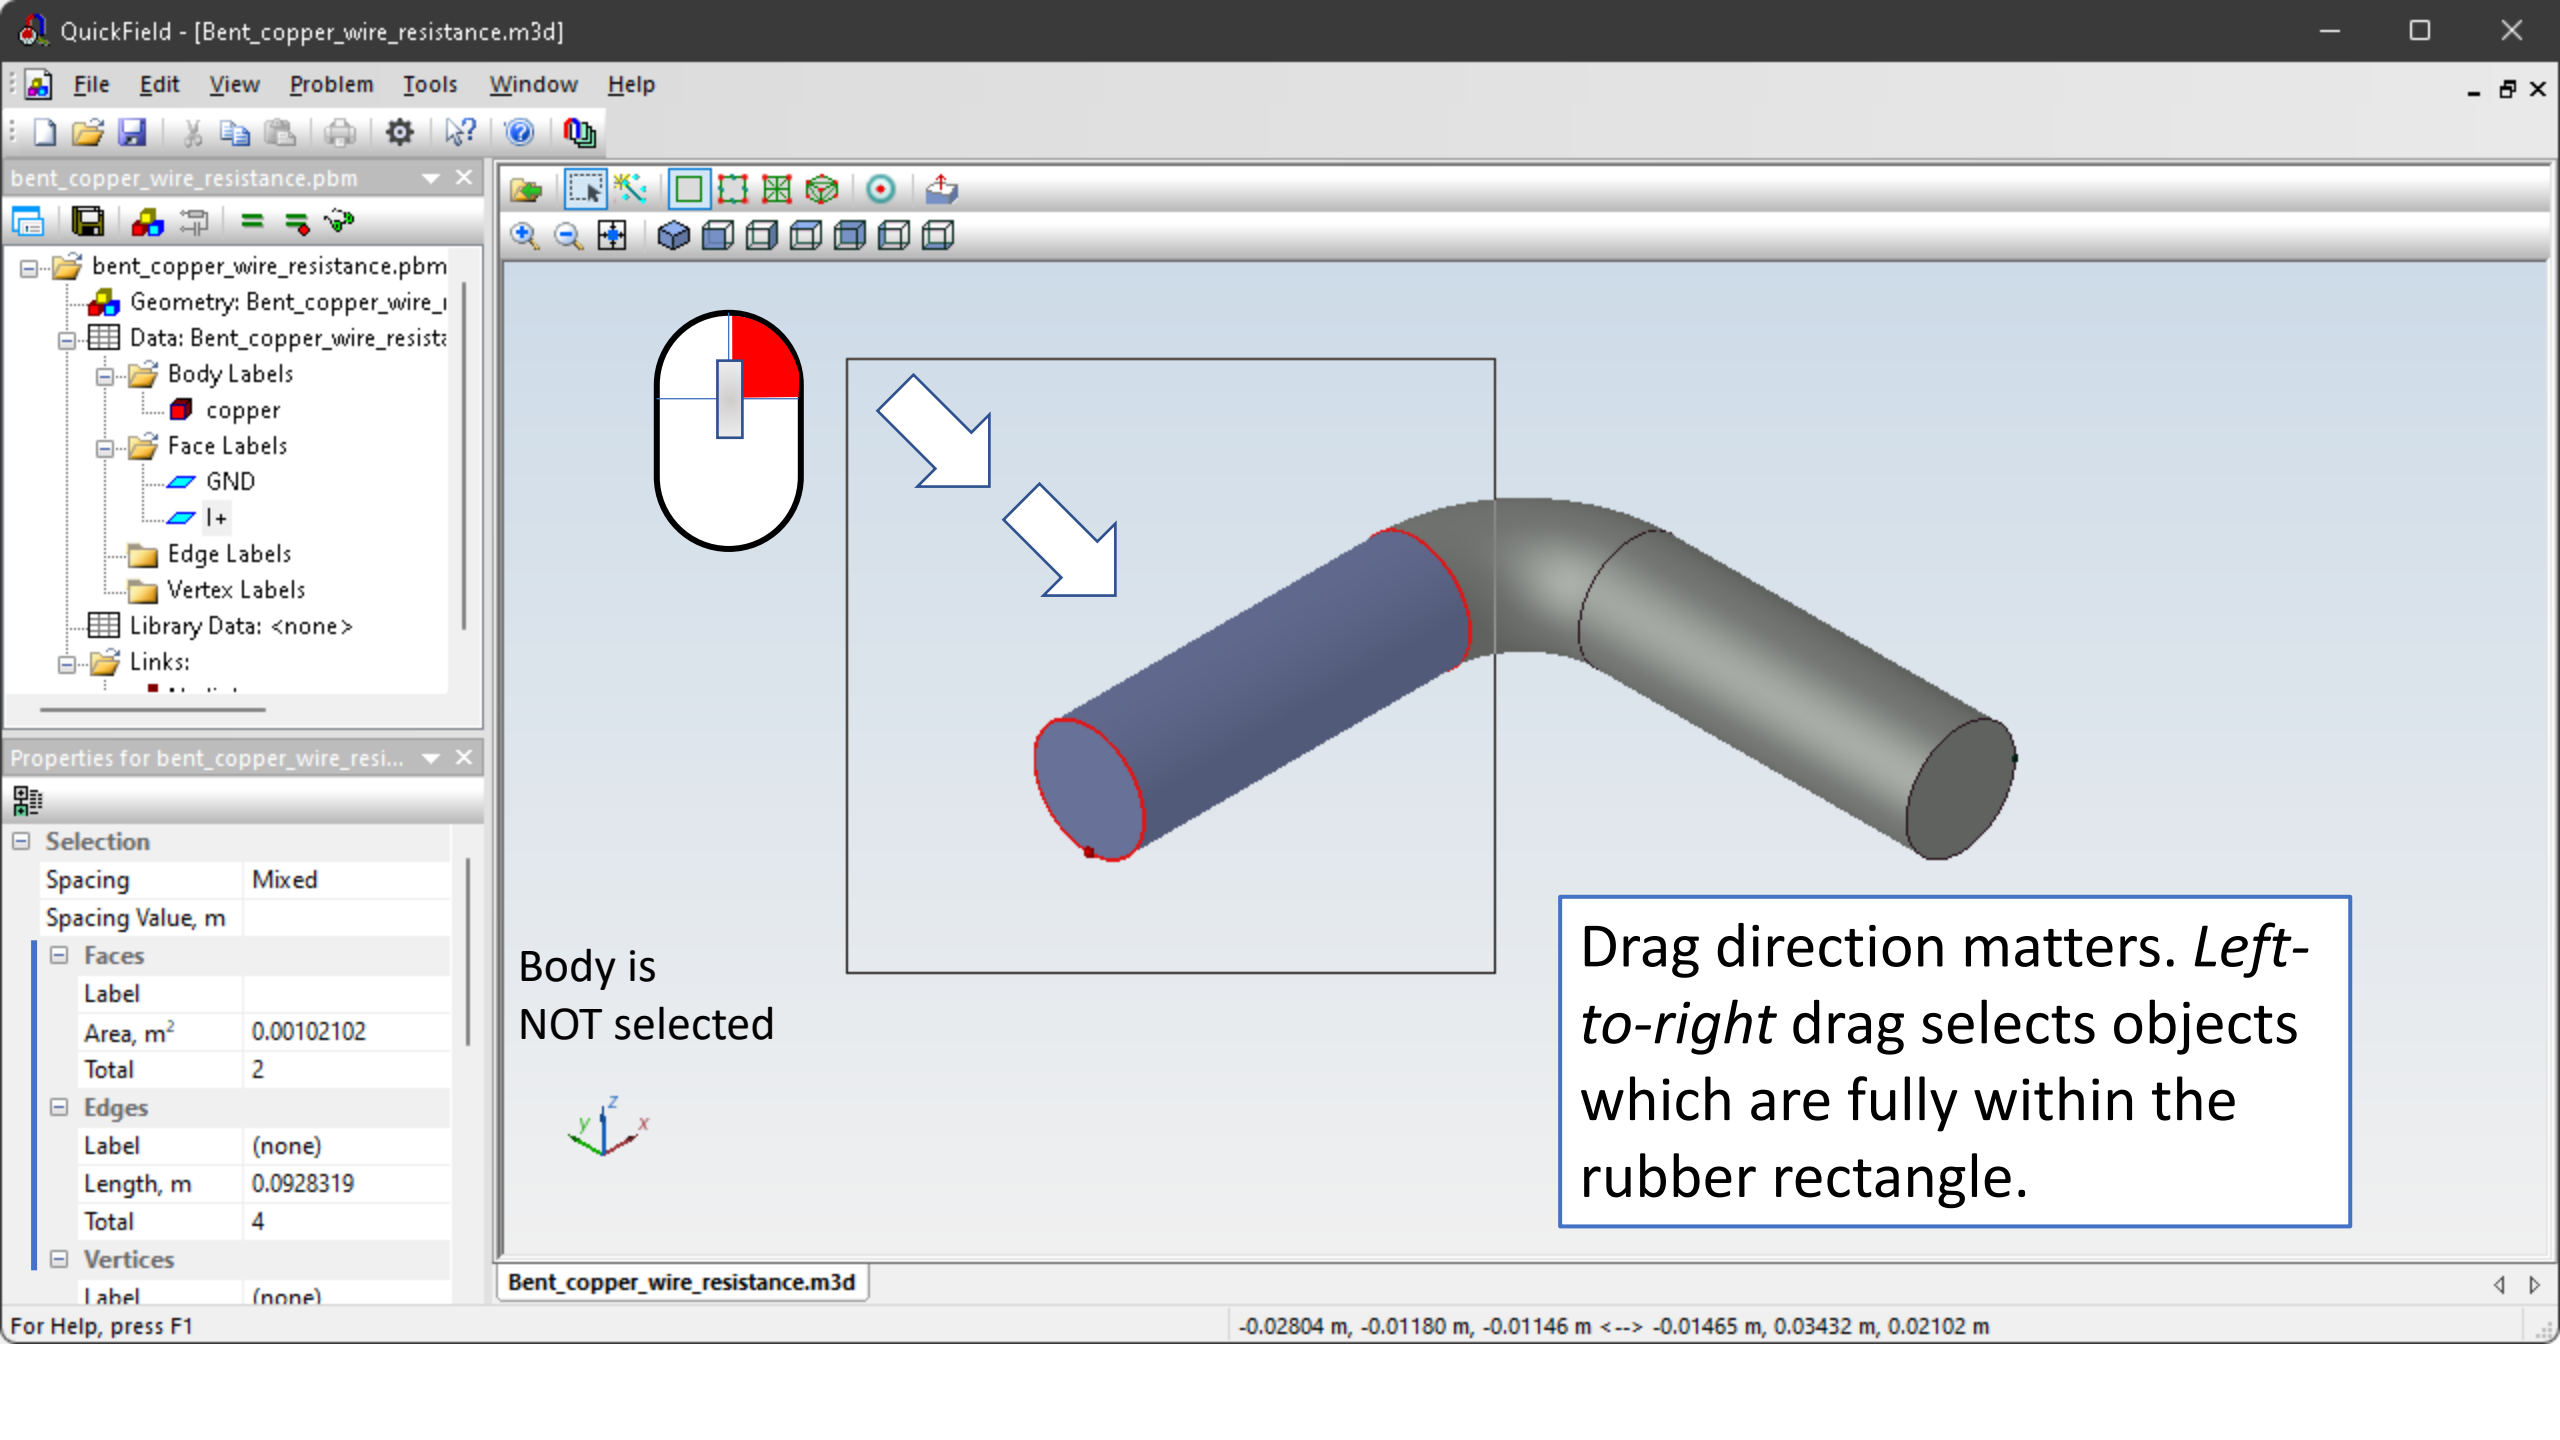 QuickField - [Bent_copper_wire_resistance.m3d]
File Edit View Problem Tools Window Help
bent_copper_wire_resistance.pbm
bent_copper_wire_resistance.pbm
Geometry: Bent_copper_wire_
Data: Bent_copper_wire_resist
Body Labels
copper
Face Labels
GND
I+
Edge Labels
Vertex Labels
Library Data: <none>
Links:
Properties for bent_copper_wire_resi...
Selection
Spacing Mixed
Spacing Value, m
Faces
Label
Area, m² 0.00102102
Total 2
Edges
Label (none)
Length, m 0.0928319
Total 4
Vertices
Label (none)
For Help, press F1
Body is
NOT selected
z
y x
Drag direction matters. Left-
to-right drag selects objects
which are fully within the
rubber rectangle.
Bent_copper_wire_resistance.m3d
-0.02804 m, -0.01180 m, -0.01146 m <--> -0.01465 m, 0.03432 m, 0.02102 m